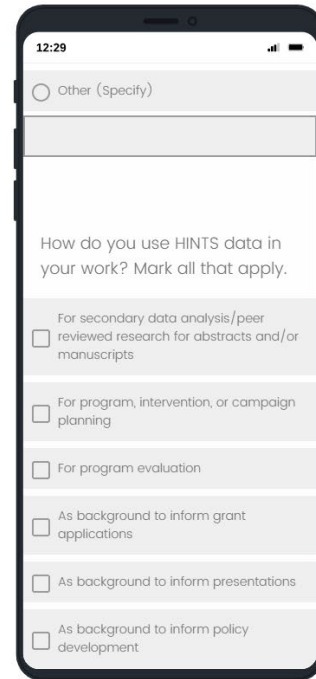 12:29
Other (Specify)
How do you use HINTS data in
your work? Mark all that apply.
For secondary data analysis/peer
reviewed research for abstracts and/or
manuscripts
For program, intervention, or campaign
planning
For program evaluation
As background to inform grant
applications
As background to inform presentations
As background to inform policy
development